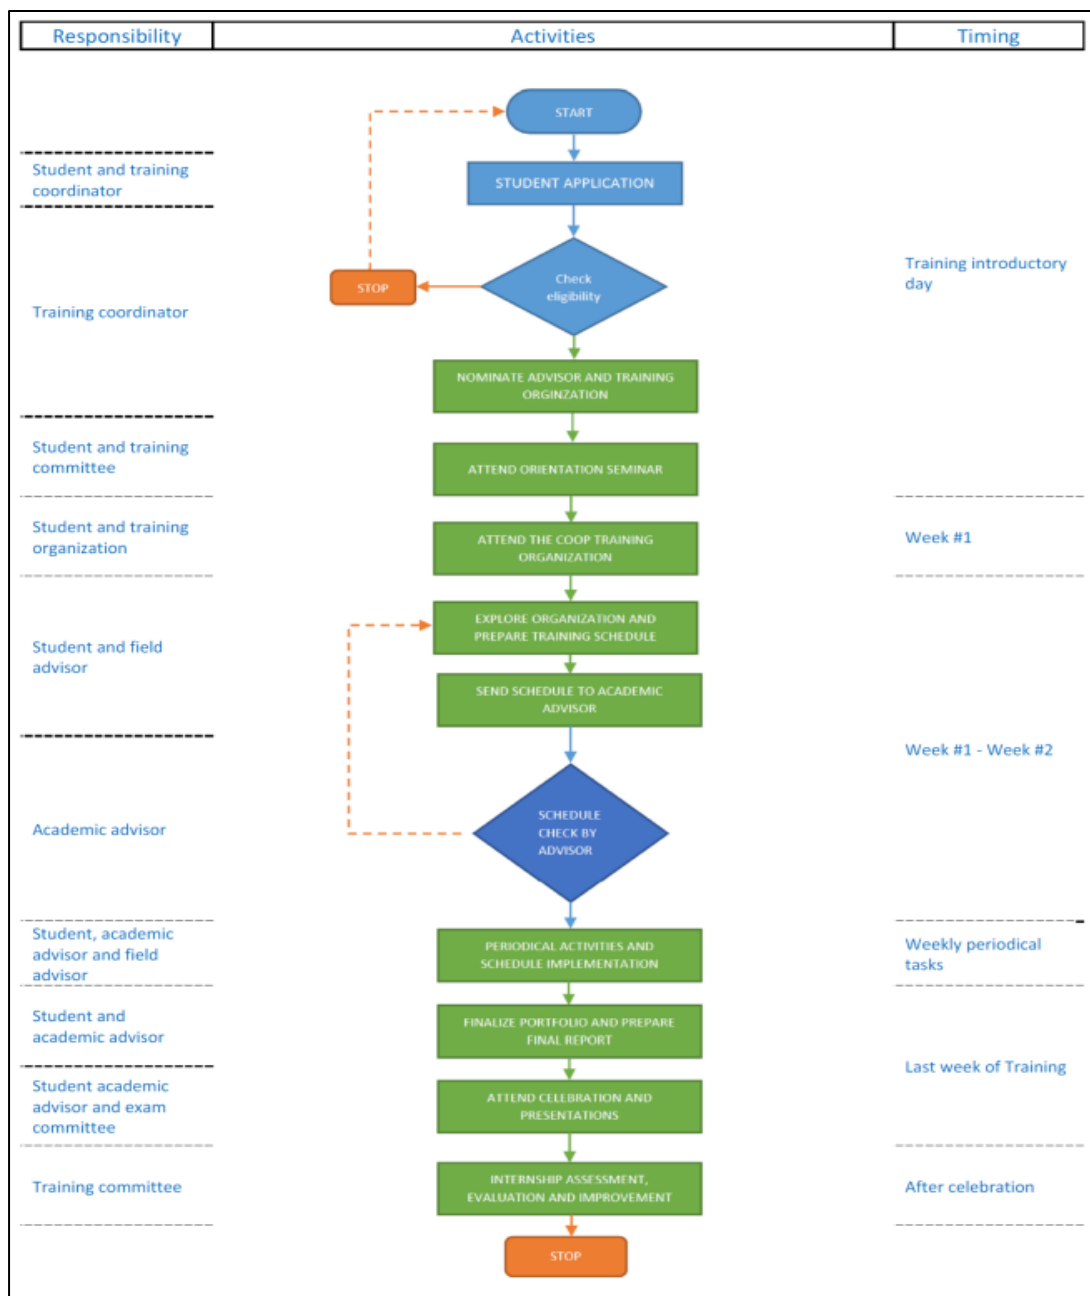 Responsibility
Activities
Timing
START
Student and training
coordinator
STUDENT APPLICATION
Check
eligibility
STOP
Training introductory
day
Training coordinator
NOMINATE ADVISOR AND TRAINING
ORGINZATION
Student and training
committee
ATTEND ORIENTATION SEMINAR
Student and training
organization
ATTEND THE COOP TRAINING
ORGANIZATION
Week #1
EXPLORE ORGANIZATION AND
PREPARE TRAINING SCHEDULE
Student and field
advisor
SEND SCHEDULE TO ACADEMIC
ADVISOR
Week #1 - Week #2
Academic advisor
SCHEDULE
CHECK BY
ADVISOR
Student, academic
advisor and field
advisor
PERIODICAL ACTIVITIES AND
SCHEDULE IMPLEMENTATION
Weekly periodical
tasks
Student and
academic advisor
FINALIZE PORTFOLIO AND PREPARE
FINAL REPORT
Last week of Training
Student academic
advisor and exam
committee
ATTEND CELEBRATION AND
PRESENTATIONS
Training committee
INTERNSHIP ASSESSMENT,
EVALUATION AND IMPROVEMENT
After celebration
STOP